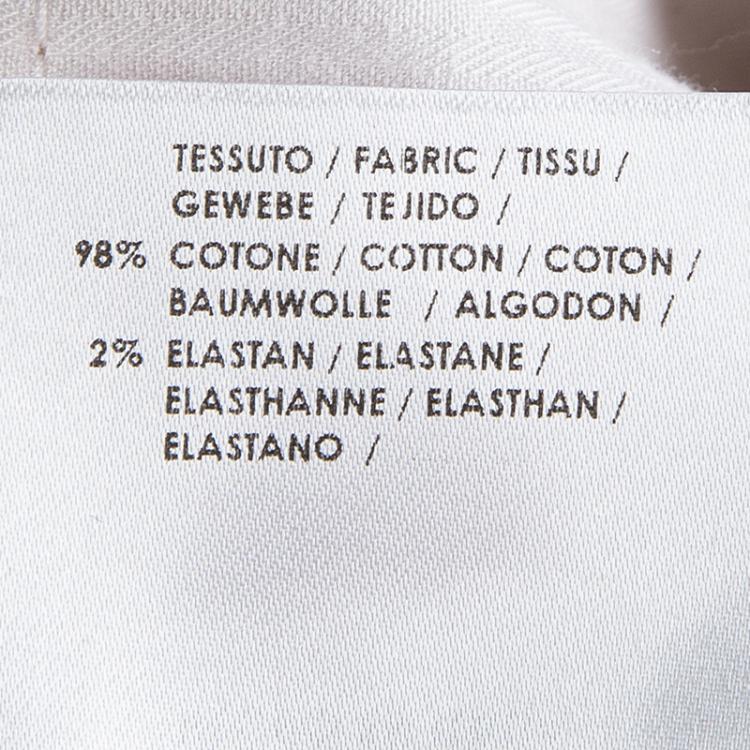 TESSUTO / FABRIC / TISSU /
GEWEBE / TEJIDO /
98% COTONE / COTTON / COTON /
BAUMWOLLE / ALGODON /
2% ELASTAN / ELASTANE /
ELASTHANNE / ELASTHAN /
ELASTANO /